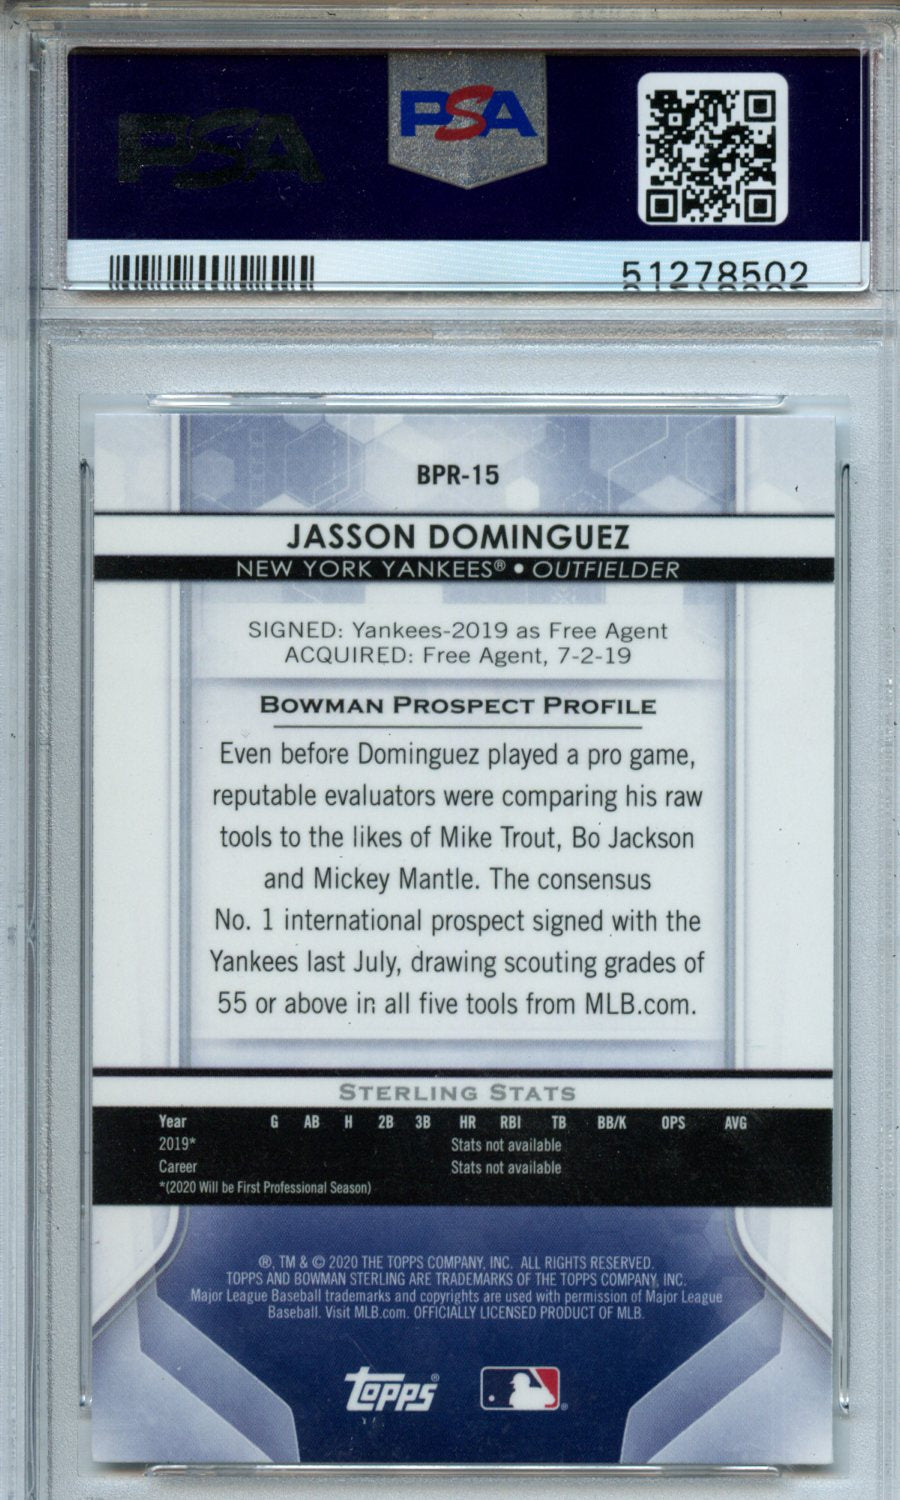 PSA
PSA
51278502
BPR-15
JASSON DOMINGUEZ
NEW YORK YANKEES® • OUTFIELDER
SIGNED: Yankees-2019 as Free Agent
ACQUIRED: Free Agent, 7-2-19
BOWMAN PROSPECT PROFILE
Even before Dominguez played a pro game,
reputable evaluators were comparing his raw
tools to the likes of Mike Trout, Bo Jackson
and Mickey Mantle. The consensus
No. 1 international prospect signed with the
Yankees last July, drawing scouting grades of
55 or above in all five tools from MLB.com.
STERLING STATS
Year G AB H 2B 3B HR RBI TB BB/K OPS AVG
2019* Stats not available
Career Stats not available
*(2020 Will be First Professional Season)
®, TM & © 2020 THE TOPPS COMPANY, INC. ALL RIGHTS RESERVED.
TOPPS AND BOWMAN STERLING ARE TRADEMARKS OF THE TOPPS COMPANY, INC.
Major League Baseball trademarks and copyrights are used with permission of Major League
Baseball. Visit MLB.com. OFFICIALLY LICENSED PRODUCT OF MLB.
topps® ®